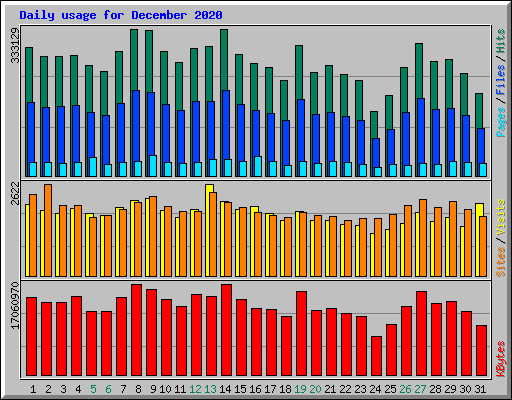 Daily usage for December 2020
333129
2622
17060970
Pages / Files / Hits
Sites / Visits
KBytes
1 2 3 4 5 6 7 8 9 10 11 12 13 14 15 16 17 18 19 20 21 22 23 24 25 26 27 28 29 30 31